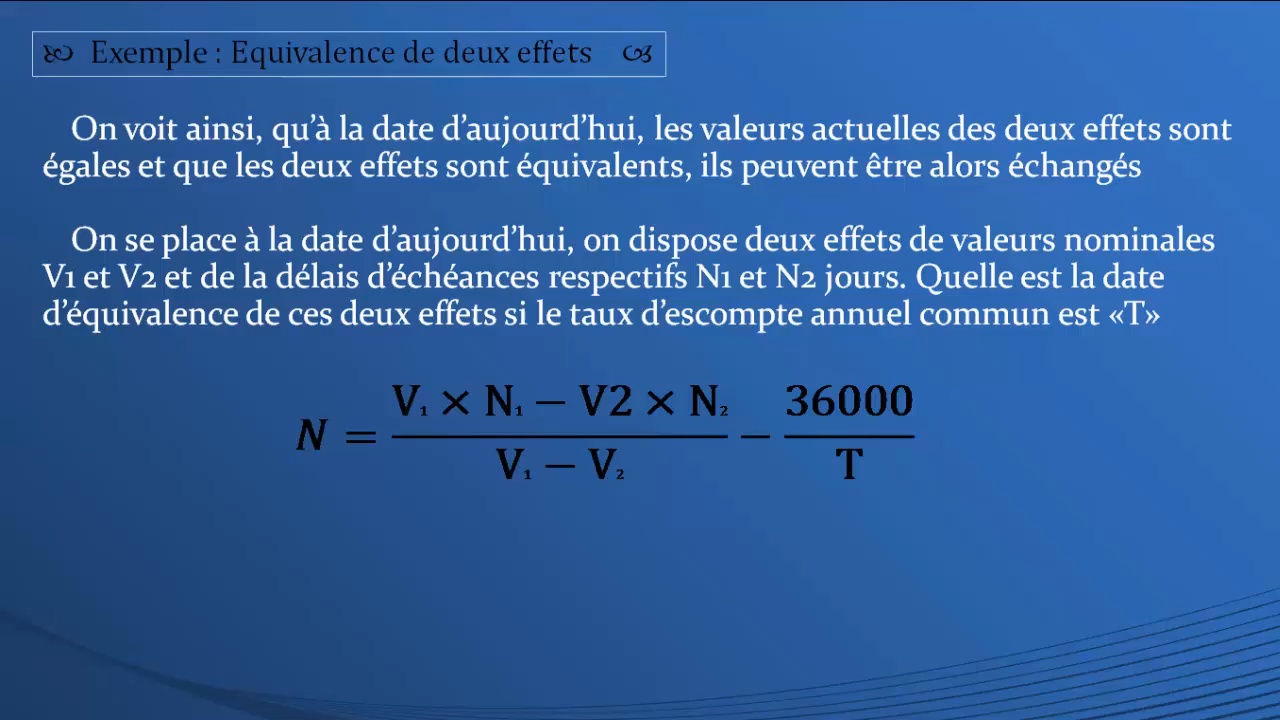 Exemple : Equivalence de deux effets
On voit ainsi, qu’à la date d’aujourd’hui, les valeurs actuelles des deux effets sont
égales et que les deux effets sont équivalents, ils peuvent être alors échangés
On se place à la date d’aujourd’hui, on dispose deux effets de valeurs nominales
V1 et V2 et de la délais d’échéances respectifs N1 et N2 jours. Quelle est la date
d’équivalence de ces deux effets si le taux d’escompte annuel commun est «T»
N = (V₁ × N₁ − V2 × N₂) / (V₁ − V₂) − 36000 / T